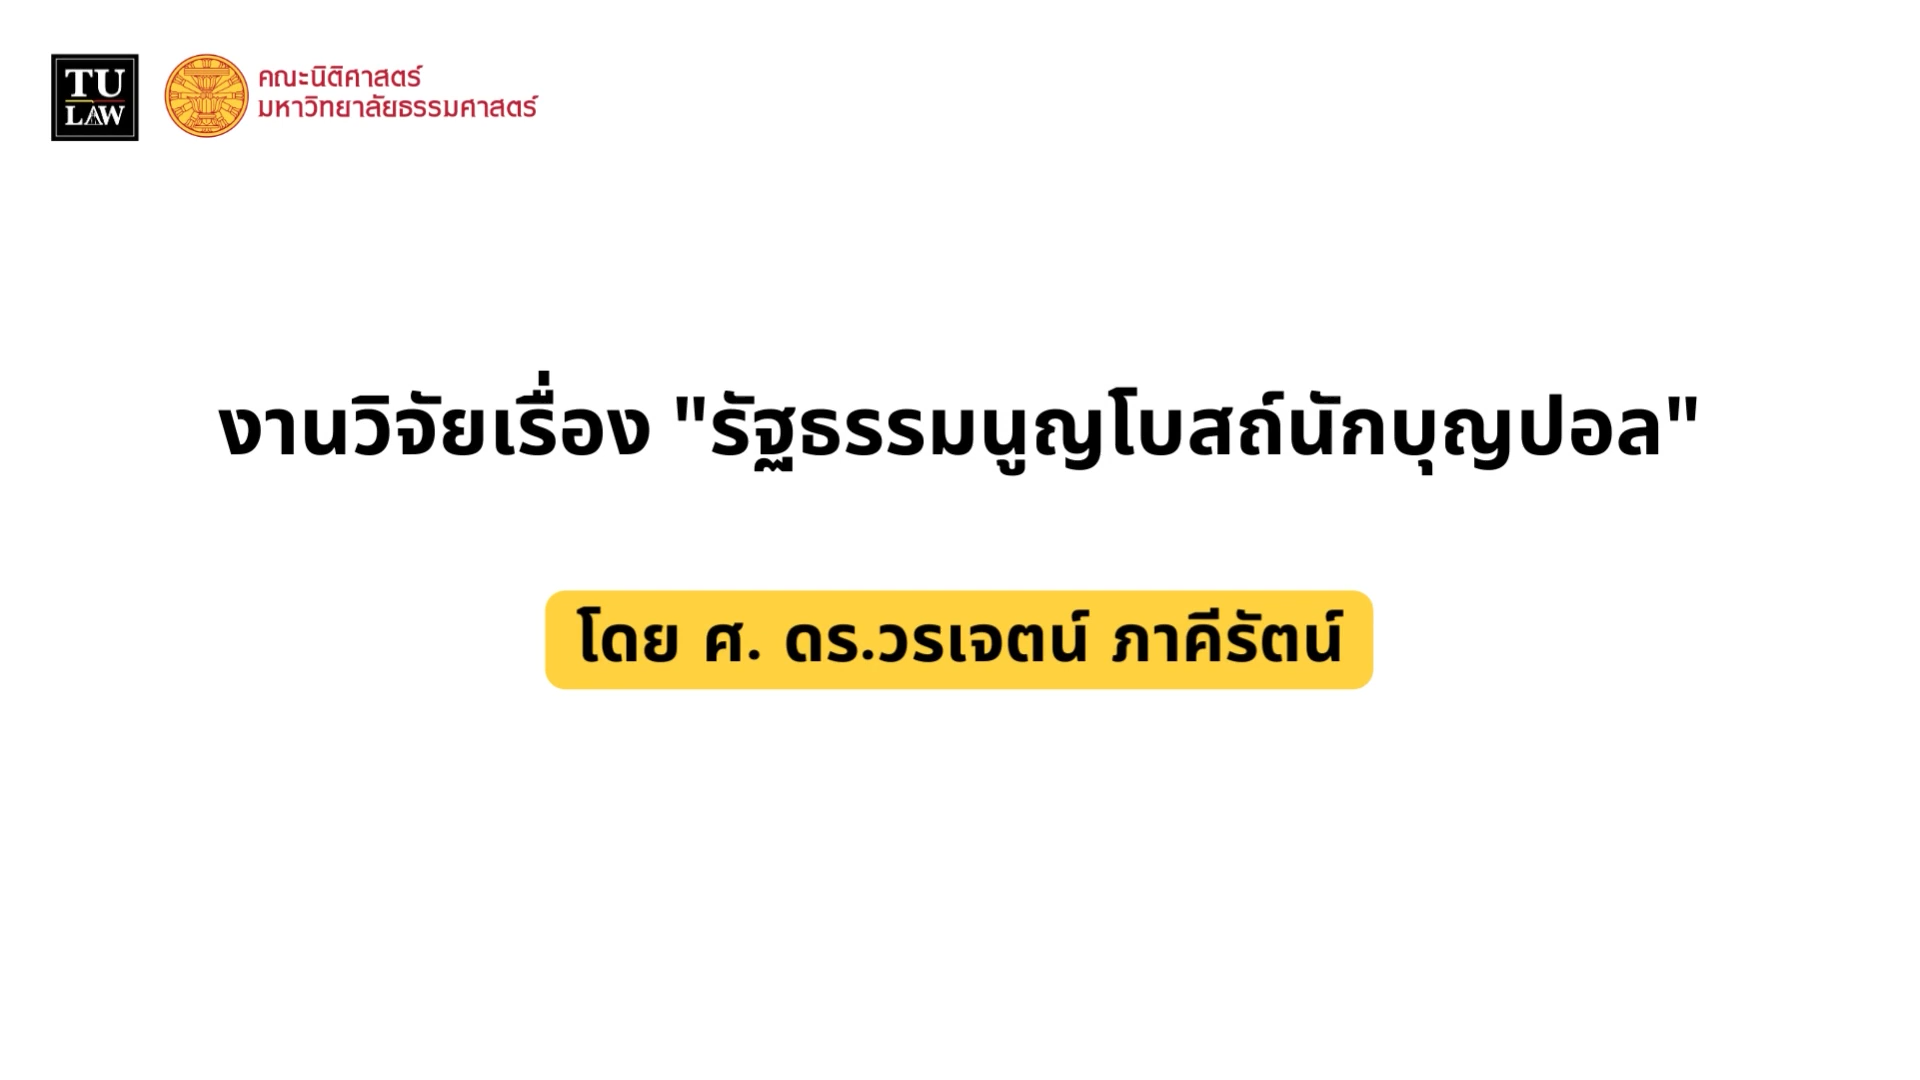 TU
LAW
คณะนิติศาสตร์
มหาวิทยาลัยธรรมศาสตร์
งานวิจัยเรื่อง "รัฐธรรมนูญโบสถ์นักบุญปอล"
โดย ศ. ดร.วรเจตน์ ภาคีรัตน์